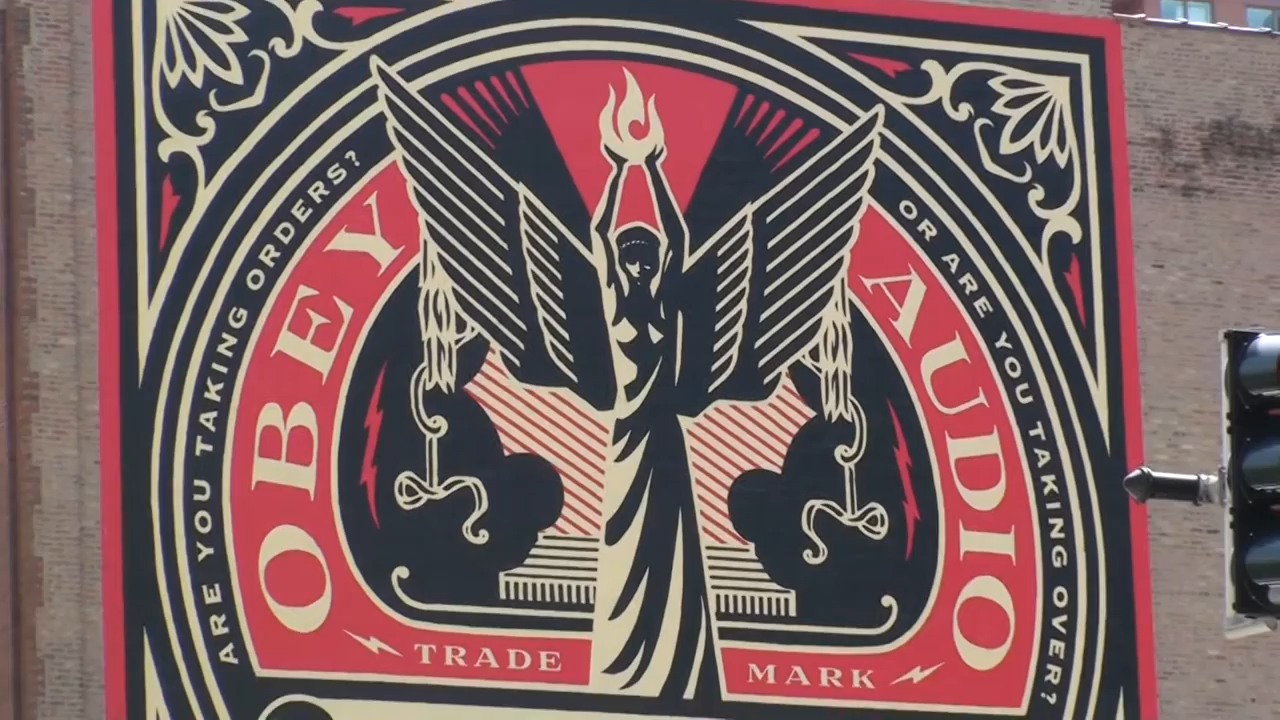 ARE YOU TAKING ORDERS?
OR ARE YOU TAKING OVER?
OBEY
AUDIO
TRADE
MARK